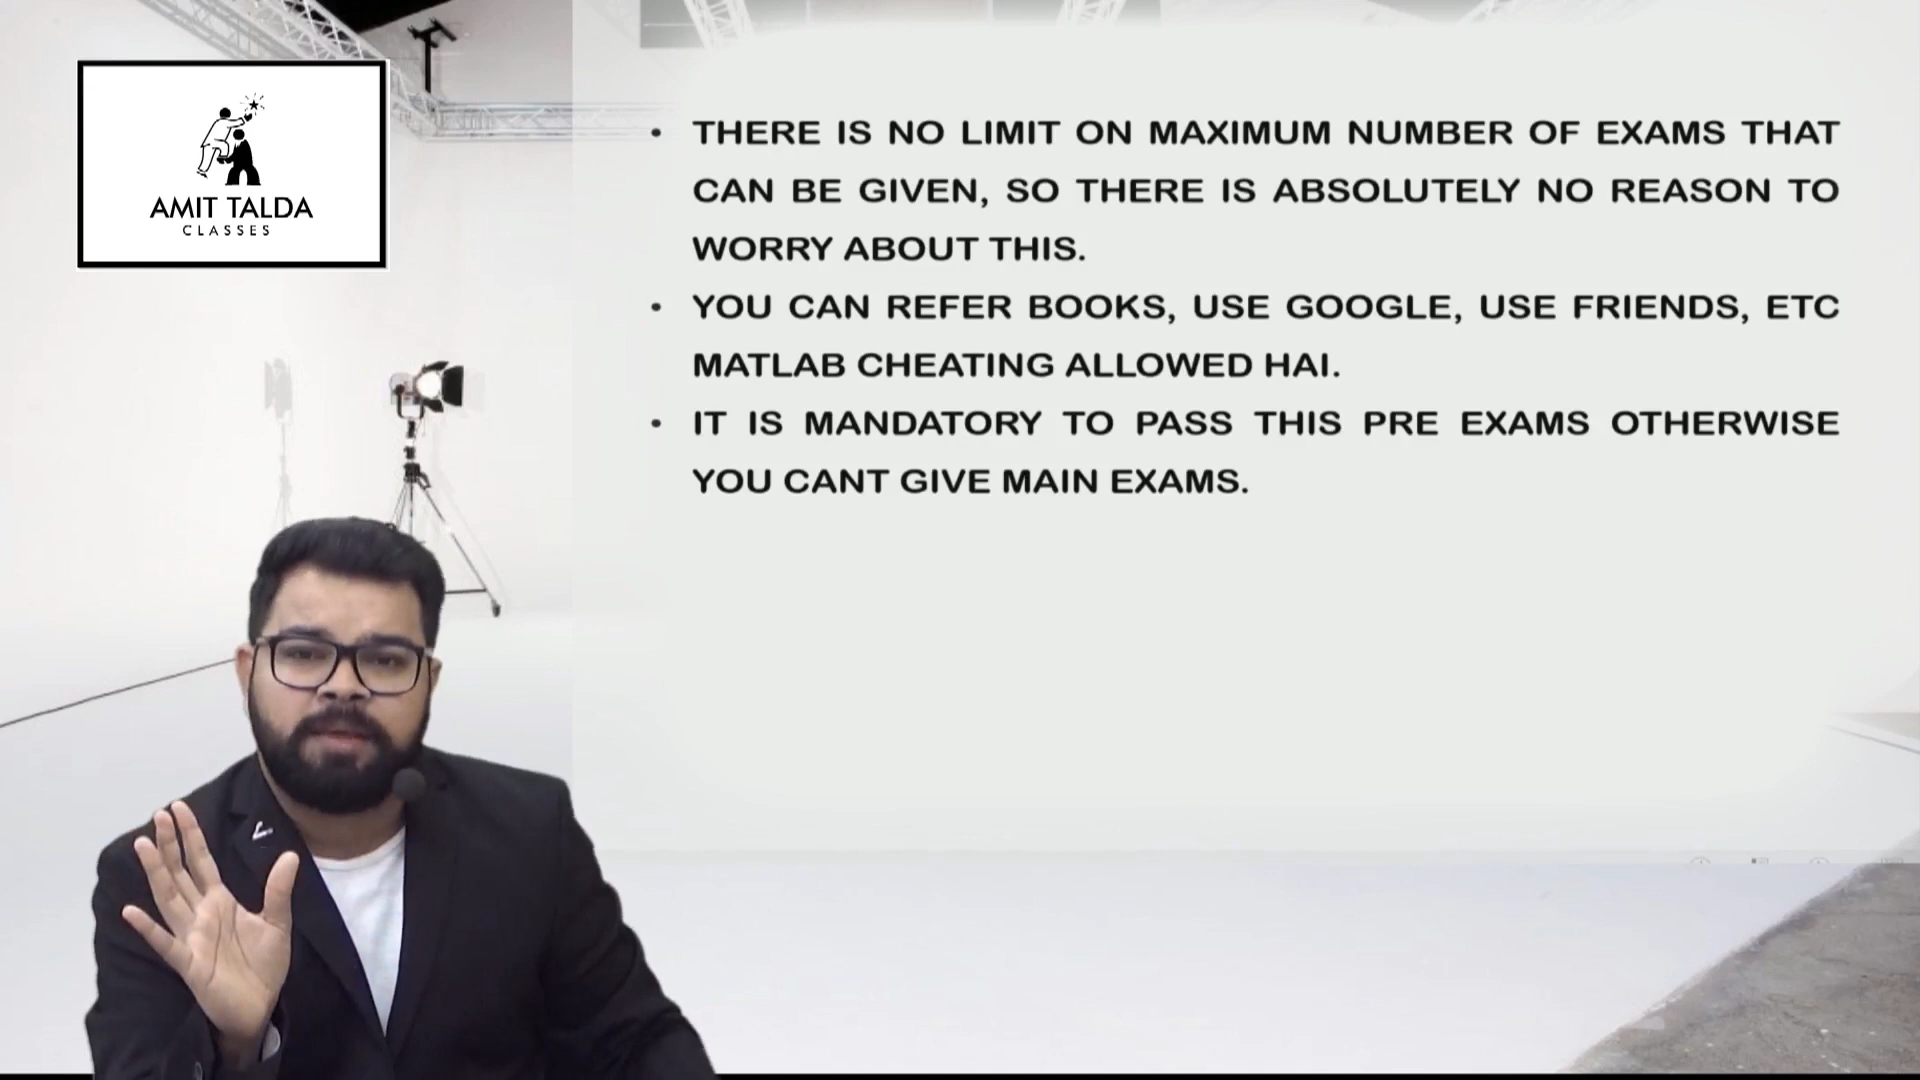 AMIT TALDA
CLASSES
• THERE IS NO LIMIT ON MAXIMUM NUMBER OF EXAMS THAT
CAN BE GIVEN, SO THERE IS ABSOLUTELY NO REASON TO
WORRY ABOUT THIS.
• YOU CAN REFER BOOKS, USE GOOGLE, USE FRIENDS, ETC
MATLAB CHEATING ALLOWED HAI.
• IT IS MANDATORY TO PASS THIS PRE EXAMS OTHERWISE
YOU CANT GIVE MAIN EXAMS.